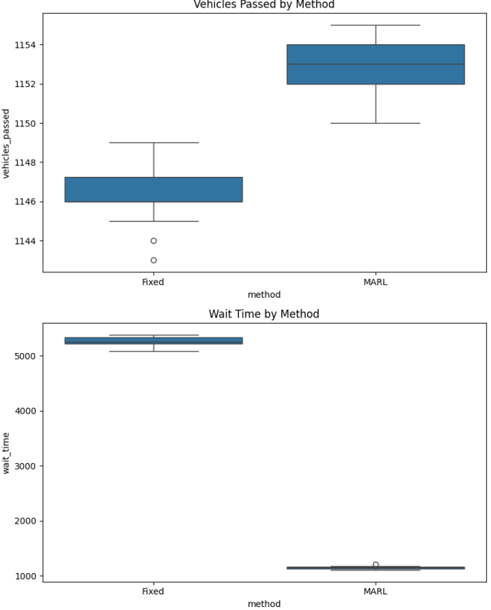 Vehicles Passed by Method
1154
1152
1150
1148
1146
1144
vehicles_passed
Fixed
MARL
method
Wait Time by Method
5000
4000
3000
2000
1000
wait_time
Fixed
MARL
method